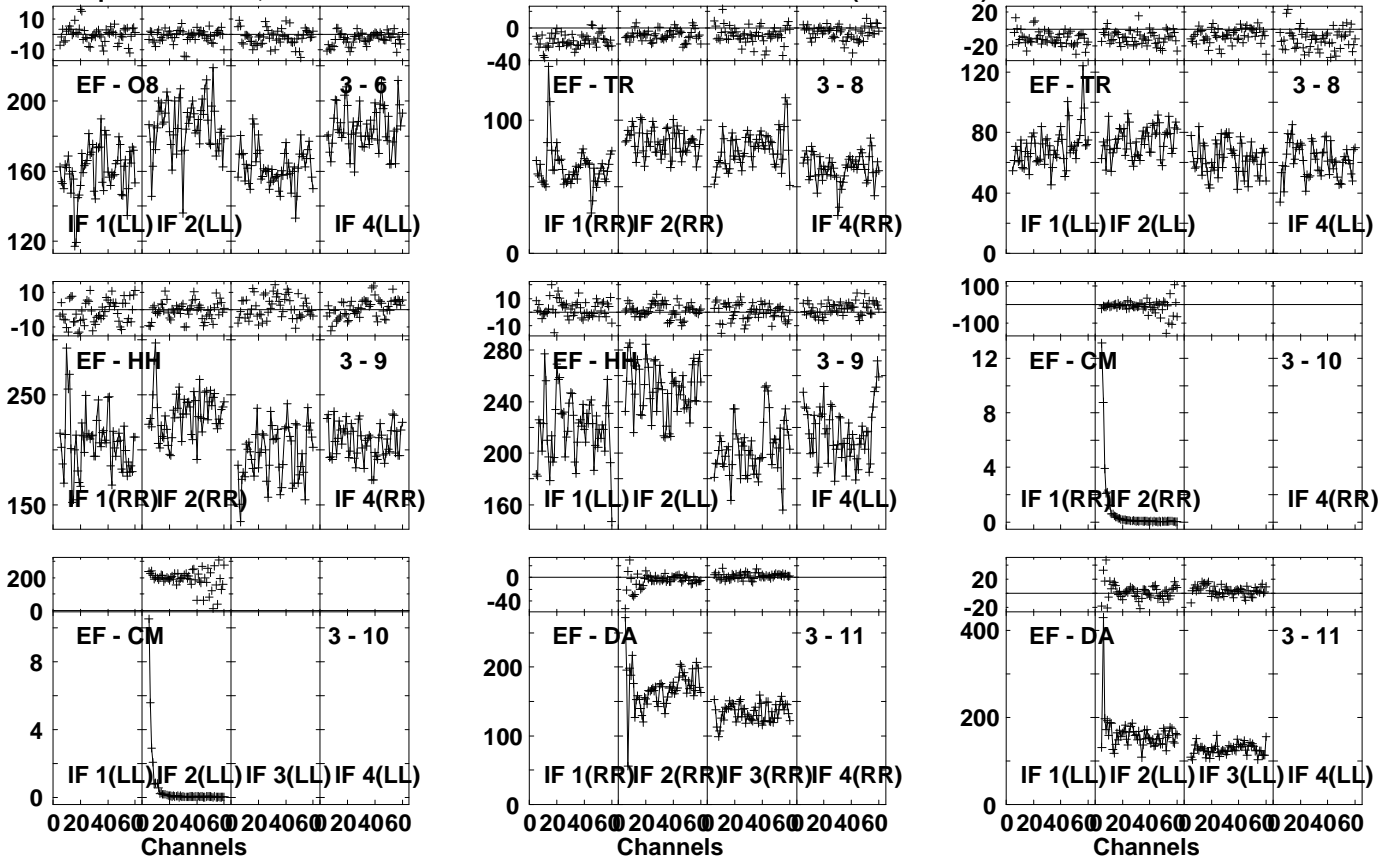 10
-10
EF - O8 3 - 6
200
160
120
IF 1(LL) IF 2(LL) IF 4(LL)
0
-40
EF - TR 3 - 8
100
0
IF 1(RR) IF 2(RR) IF 4(RR)
20
-20
EF - TR 3 - 8
120
80
40
0
IF 1(LL) IF 2(LL) IF 4(LL)
10
-10
EF - HH 3 - 9
250
150
IF 1(RR) IF 2(RR) IF 4(RR)
10
-10
EF - HH 3 - 9
280
240
200
160
IF 1(LL) IF 2(LL) IF 4(LL)
100
-100
EF - CM 3 - 10
12
8
4
0
IF 1(RR) IF 2(RR) IF 4(RR)
200
0
EF - CM 3 - 10
8
4
0
IF 1(LL) IF 2(LL) IF 3(LL) IF 4(LL)
0 204060 0 204060 0 204060 0 204060
Channels
0
-40
EF - DA 3 - 11
200
100
0
IF 1(RR) IF 2(RR) IF 3(RR) IF 4(RR)
0 204060 0 204060 0 204060 0 204060
Channels
20
-20
EF - DA 3 - 11
400
200
0
IF 1(LL) IF 2(LL) IF 3(LL) IF 4(LL)
0 204060 0 204060 0 204060 0 204060
Channels